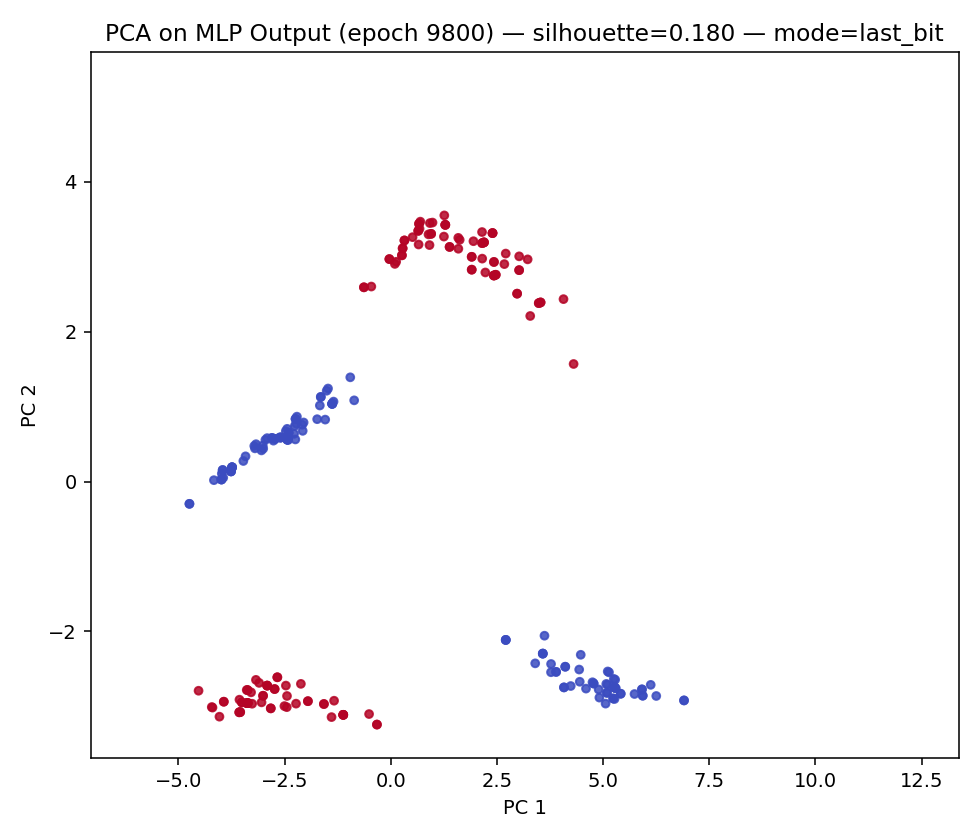 PCA on MLP Output (epoch 9800) — silhouette=0.180 — mode=last_bit
4
2
0
−2
PC 2
−5.0 −2.5 0.0 2.5 5.0 7.5 10.0 12.5
PC 1